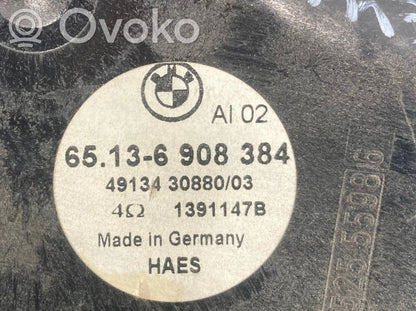 Ovoko
AI 02
65.13-6 908 384
49134 30880/03
4Ω 1391147B
Made in Germany
HAES